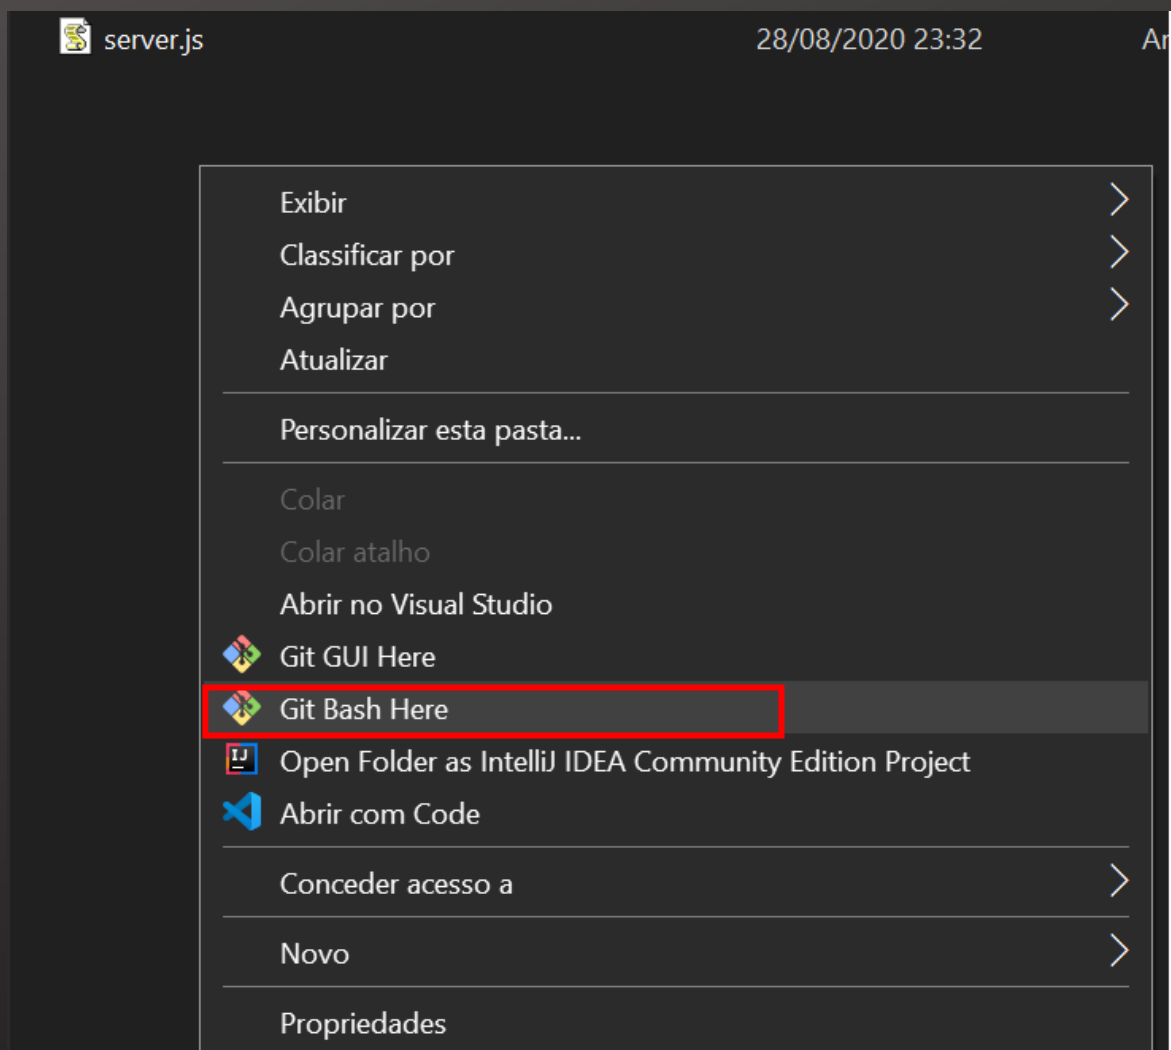 server.js 28/08/2020 23:32 Ar
Exibir
Classificar por
Agrupar por
Atualizar
Personalizar esta pasta...
Colar
Colar atalho
Abrir no Visual Studio
Git GUI Here
Git Bash Here
Open Folder as IntelliJ IDEA Community Edition Project
Abrir com Code
Conceder acesso a
Novo
Propriedades